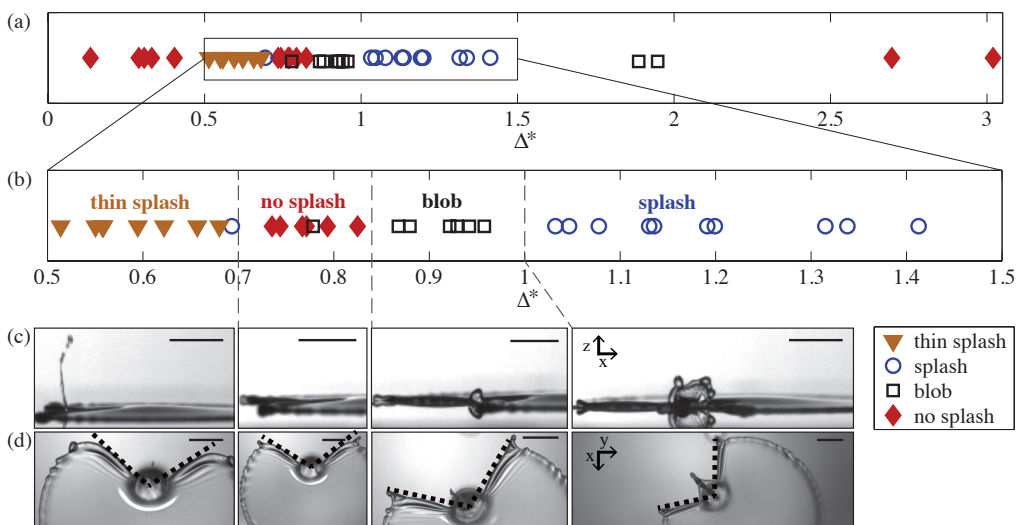 (a)
0 0.5 1 1.5 2 2.5 3
Δ*
(b)
thin splash no splash blob splash
0.5 0.6 0.7 0.8 0.9 1 1.1 1.2 1.3 1.4 1.5
Δ*
(c)
z
x
(d)
y
x
thin splash
splash
blob
no splash